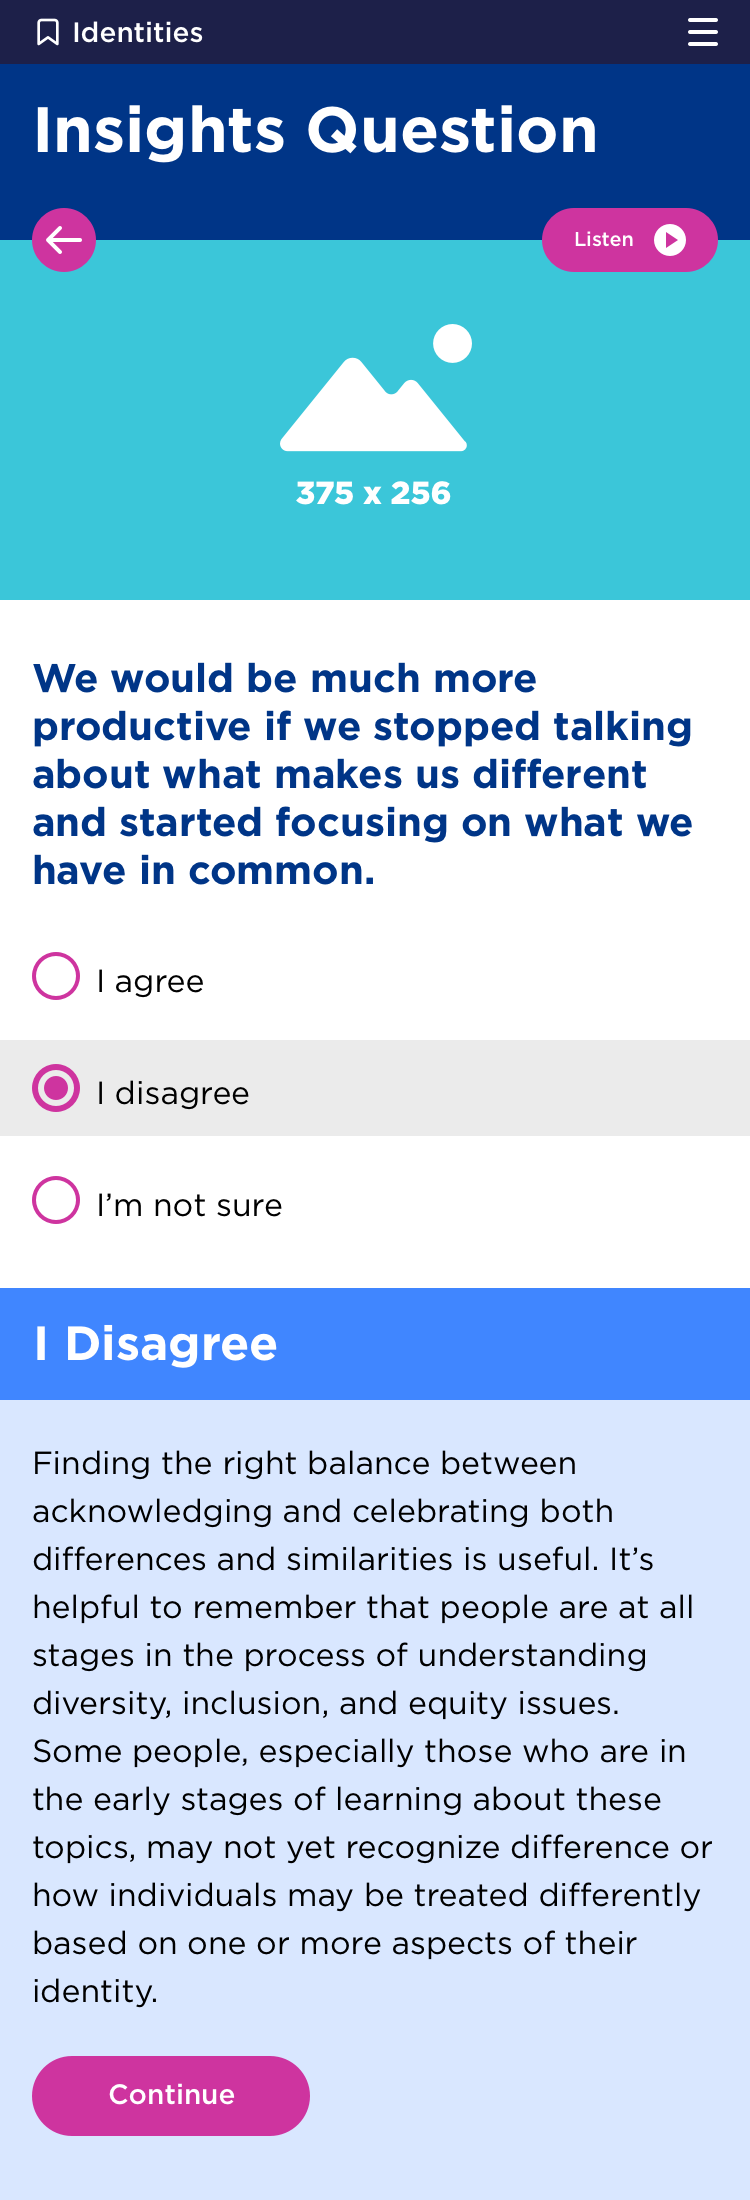 Identities
Insights Question
Listen
375 x 256
We would be much more
productive if we stopped talking
about what makes us different
and started focusing on what we
have in common.
I agree
I disagree
I’m not sure
I Disagree
Finding the right balance between
acknowledging and celebrating both
differences and similarities is useful. It’s
helpful to remember that people are at all
stages in the process of understanding
diversity, inclusion, and equity issues.
Some people, especially those who are in
the early stages of learning about these
topics, may not yet recognize difference or
how individuals may be treated differently
based on one or more aspects of their
identity.
Continue